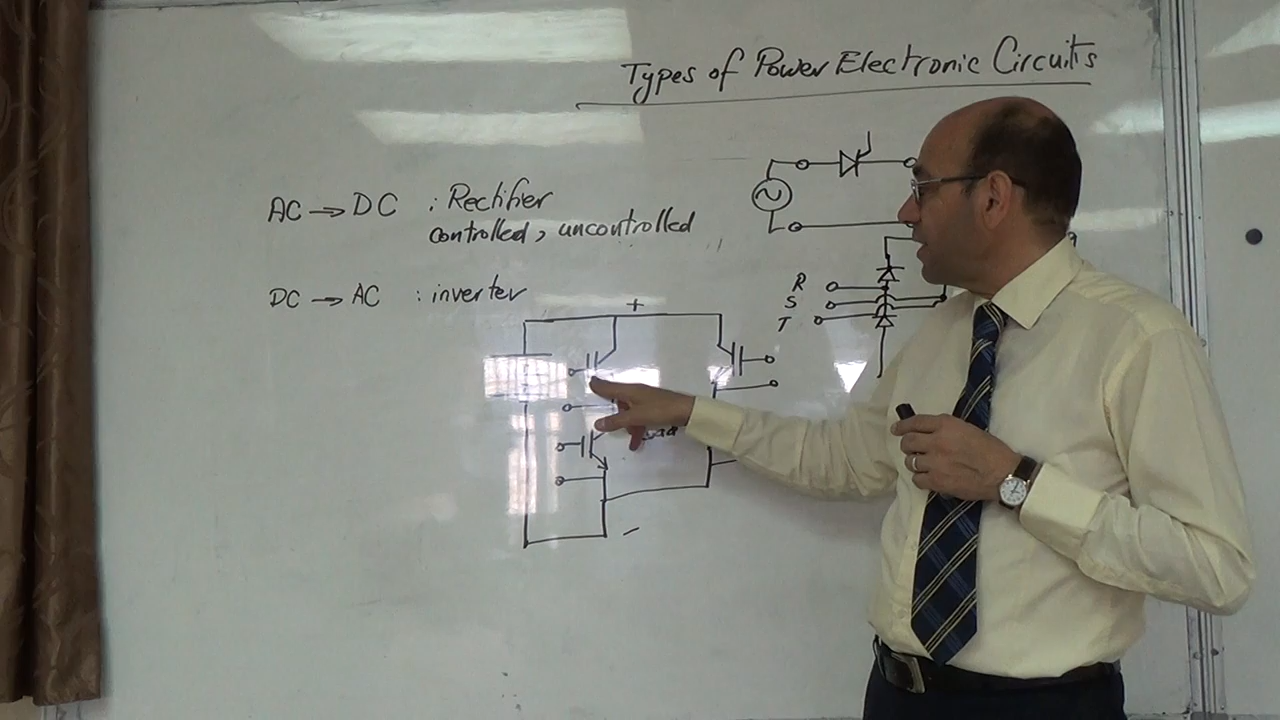 Types of Power Electronic Circuits
AC → DC : Rectifier
controlled, uncontrolled
DC → AC : inverter
+
R
S
T
-